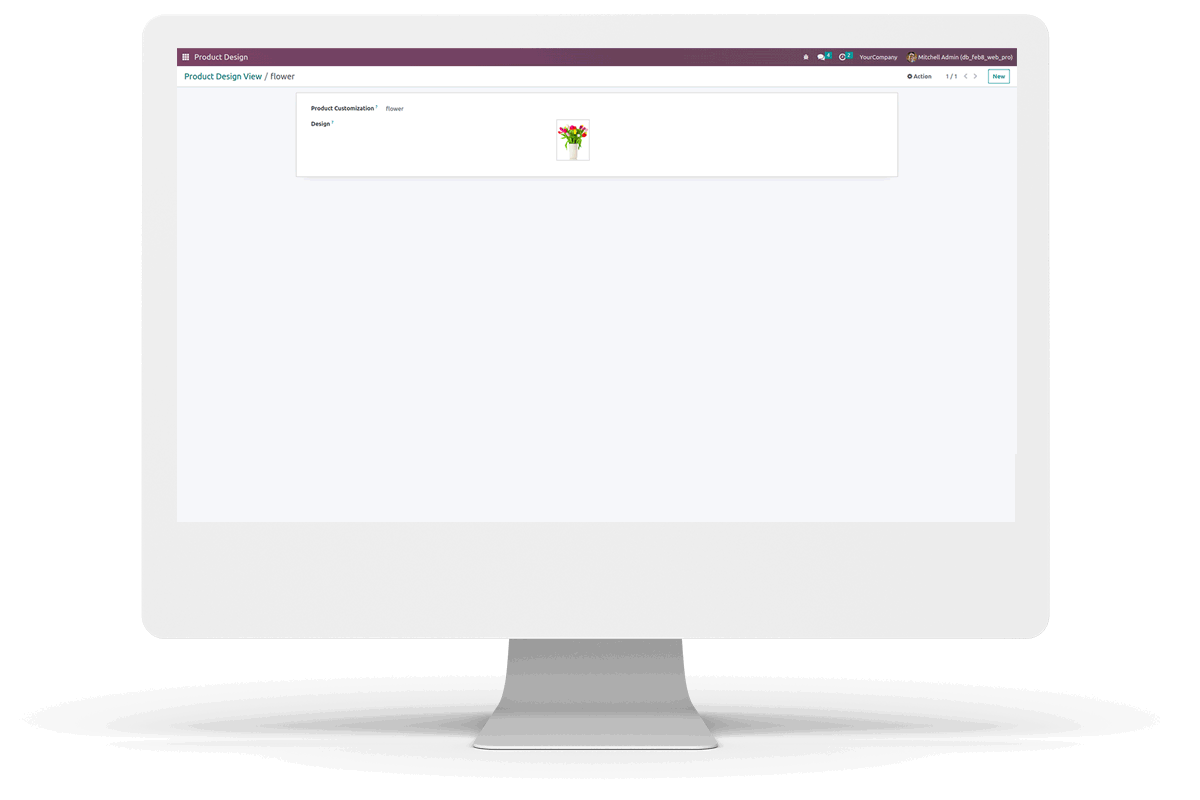 Product Design 4 2 YourCompany Mitchell Admin (db_feb8_web_pro)
Product Design View / flower Action 1 / 1 New
Product Customization ? flower
Design ?